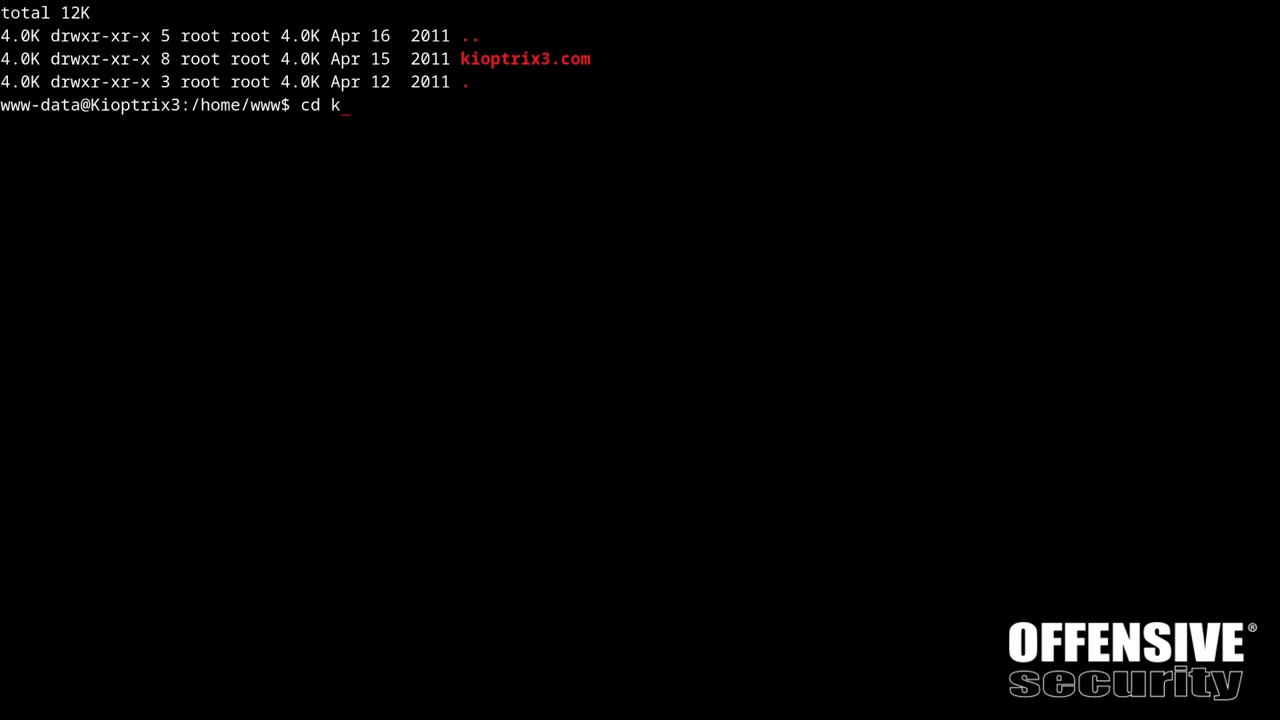 total 12K
4.0K drwxr-xr-x 5 root root 4.0K Apr 16  2011 ..
4.0K drwxr-xr-x 8 root root 4.0K Apr 15  2011 kioptrix3.com
4.0K drwxr-xr-x 3 root root 4.0K Apr 12  2011 .
www-data@Kioptrix3:/home/www$ cd k_
OFFENSIVE®
security